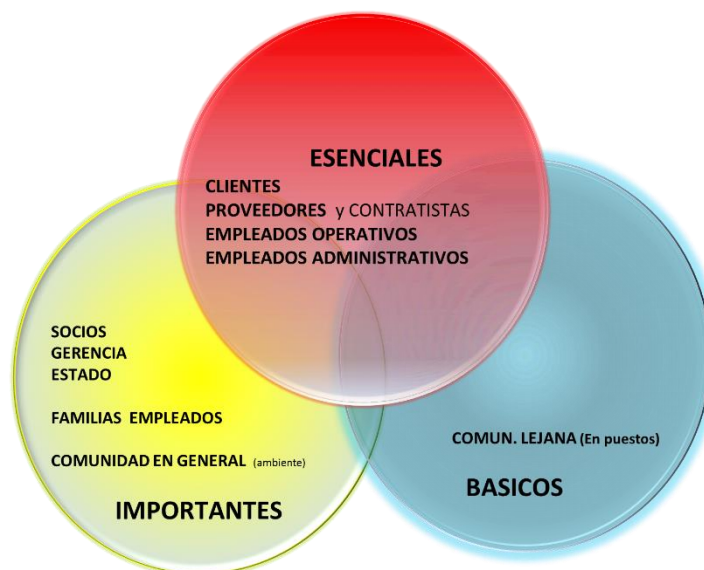 ESENCIALES
CLIENTES
PROVEEDORES y CONTRATISTAS
EMPLEADOS OPERATIVOS
EMPLEADOS ADMINISTRATIVOS
SOCIOS
GERENCIA
ESTADO
FAMILIAS EMPLEADOS
COMUNIDAD EN GENERAL (ambiente)
IMPORTANTES
COMUN. LEJANA (En puestos)
BASICOS